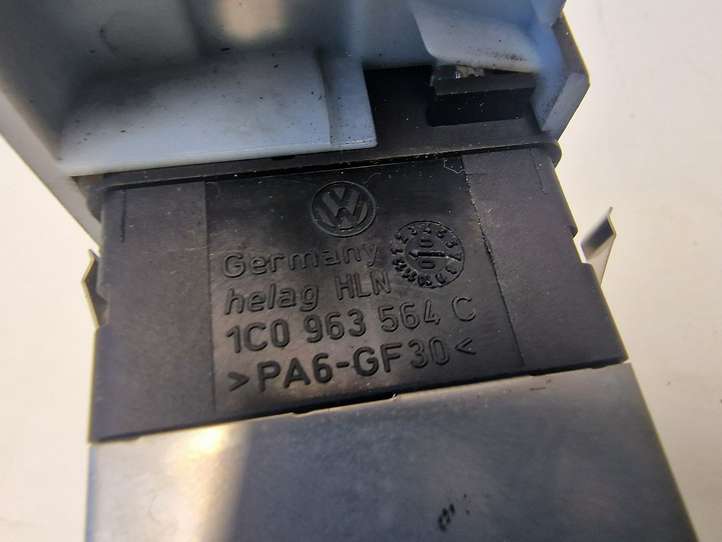 Germany
helag HLN
1C0 963 564 C
>PA6-GF30<